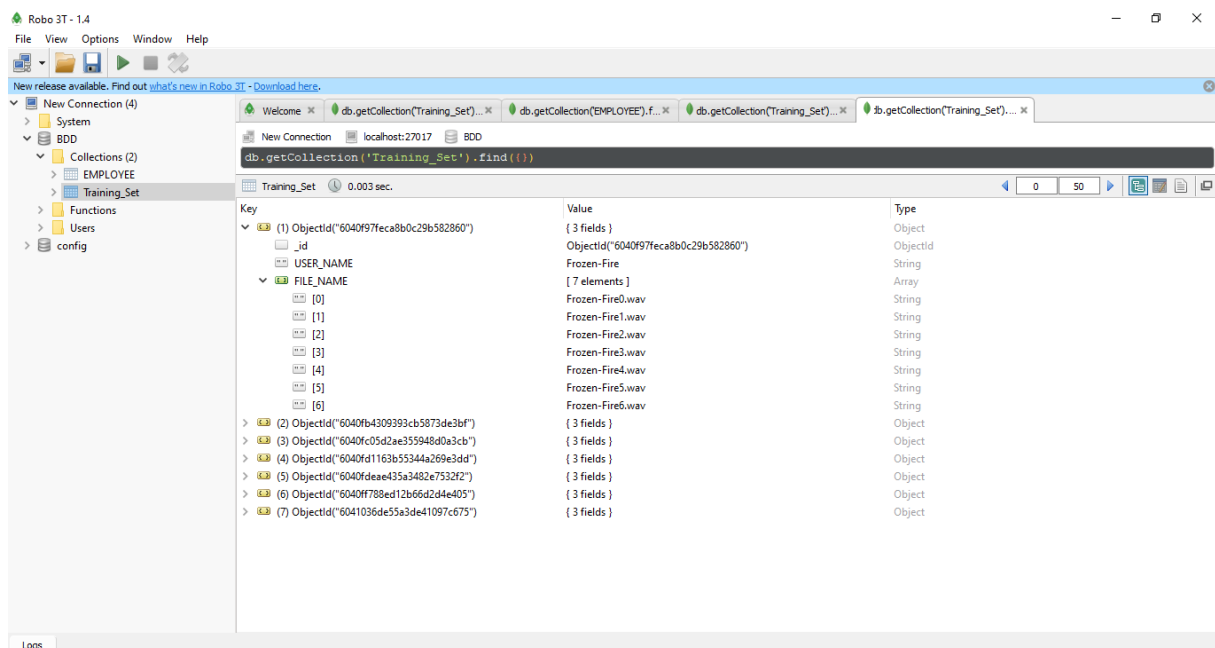 Robo 3T - 1.4
File View Options Window Help
New release available. Find out what's new in Robo 3T - Download here.
New Connection (4)
System
BDD
Collections (2)
EMPLOYEE
Training_Set
Functions
Users
config
Welcome db.getCollection('Training_Set')... db.getCollection('EMPLOYEE').f... db.getCollection('Training_Set')... db.getCollection('Training_Set')....
New Connection localhost:27017 BDD
db.getCollection('Training_Set').find({})
Training_Set 0.003 sec. 0 50
Key Value Type
(1) ObjectId("6040f97feca8b0c29b582860") { 3 fields } Object
_id ObjectId("6040f97feca8b0c29b582860") ObjectId
USER_NAME Frozen-Fire String
FILE_NAME [ 7 elements ] Array
[0] Frozen-Fire0.wav String
[1] Frozen-Fire1.wav String
[2] Frozen-Fire2.wav String
[3] Frozen-Fire3.wav String
[4] Frozen-Fire4.wav String
[5] Frozen-Fire5.wav String
[6] Frozen-Fire6.wav String
(2) ObjectId("6040fb4309393cb5873de3bf") { 3 fields } Object
(3) ObjectId("6040fc05d2ae355948d0a3cb") { 3 fields } Object
(4) ObjectId("6040fd1163b55344a269e3dd") { 3 fields } Object
(5) ObjectId("6040fdeae435a3482e7532f2") { 3 fields } Object
(6) ObjectId("6040ff788ed12b66d2d4e405") { 3 fields } Object
(7) ObjectId("6041036de55a3de41097c675") { 3 fields } Object
Logs